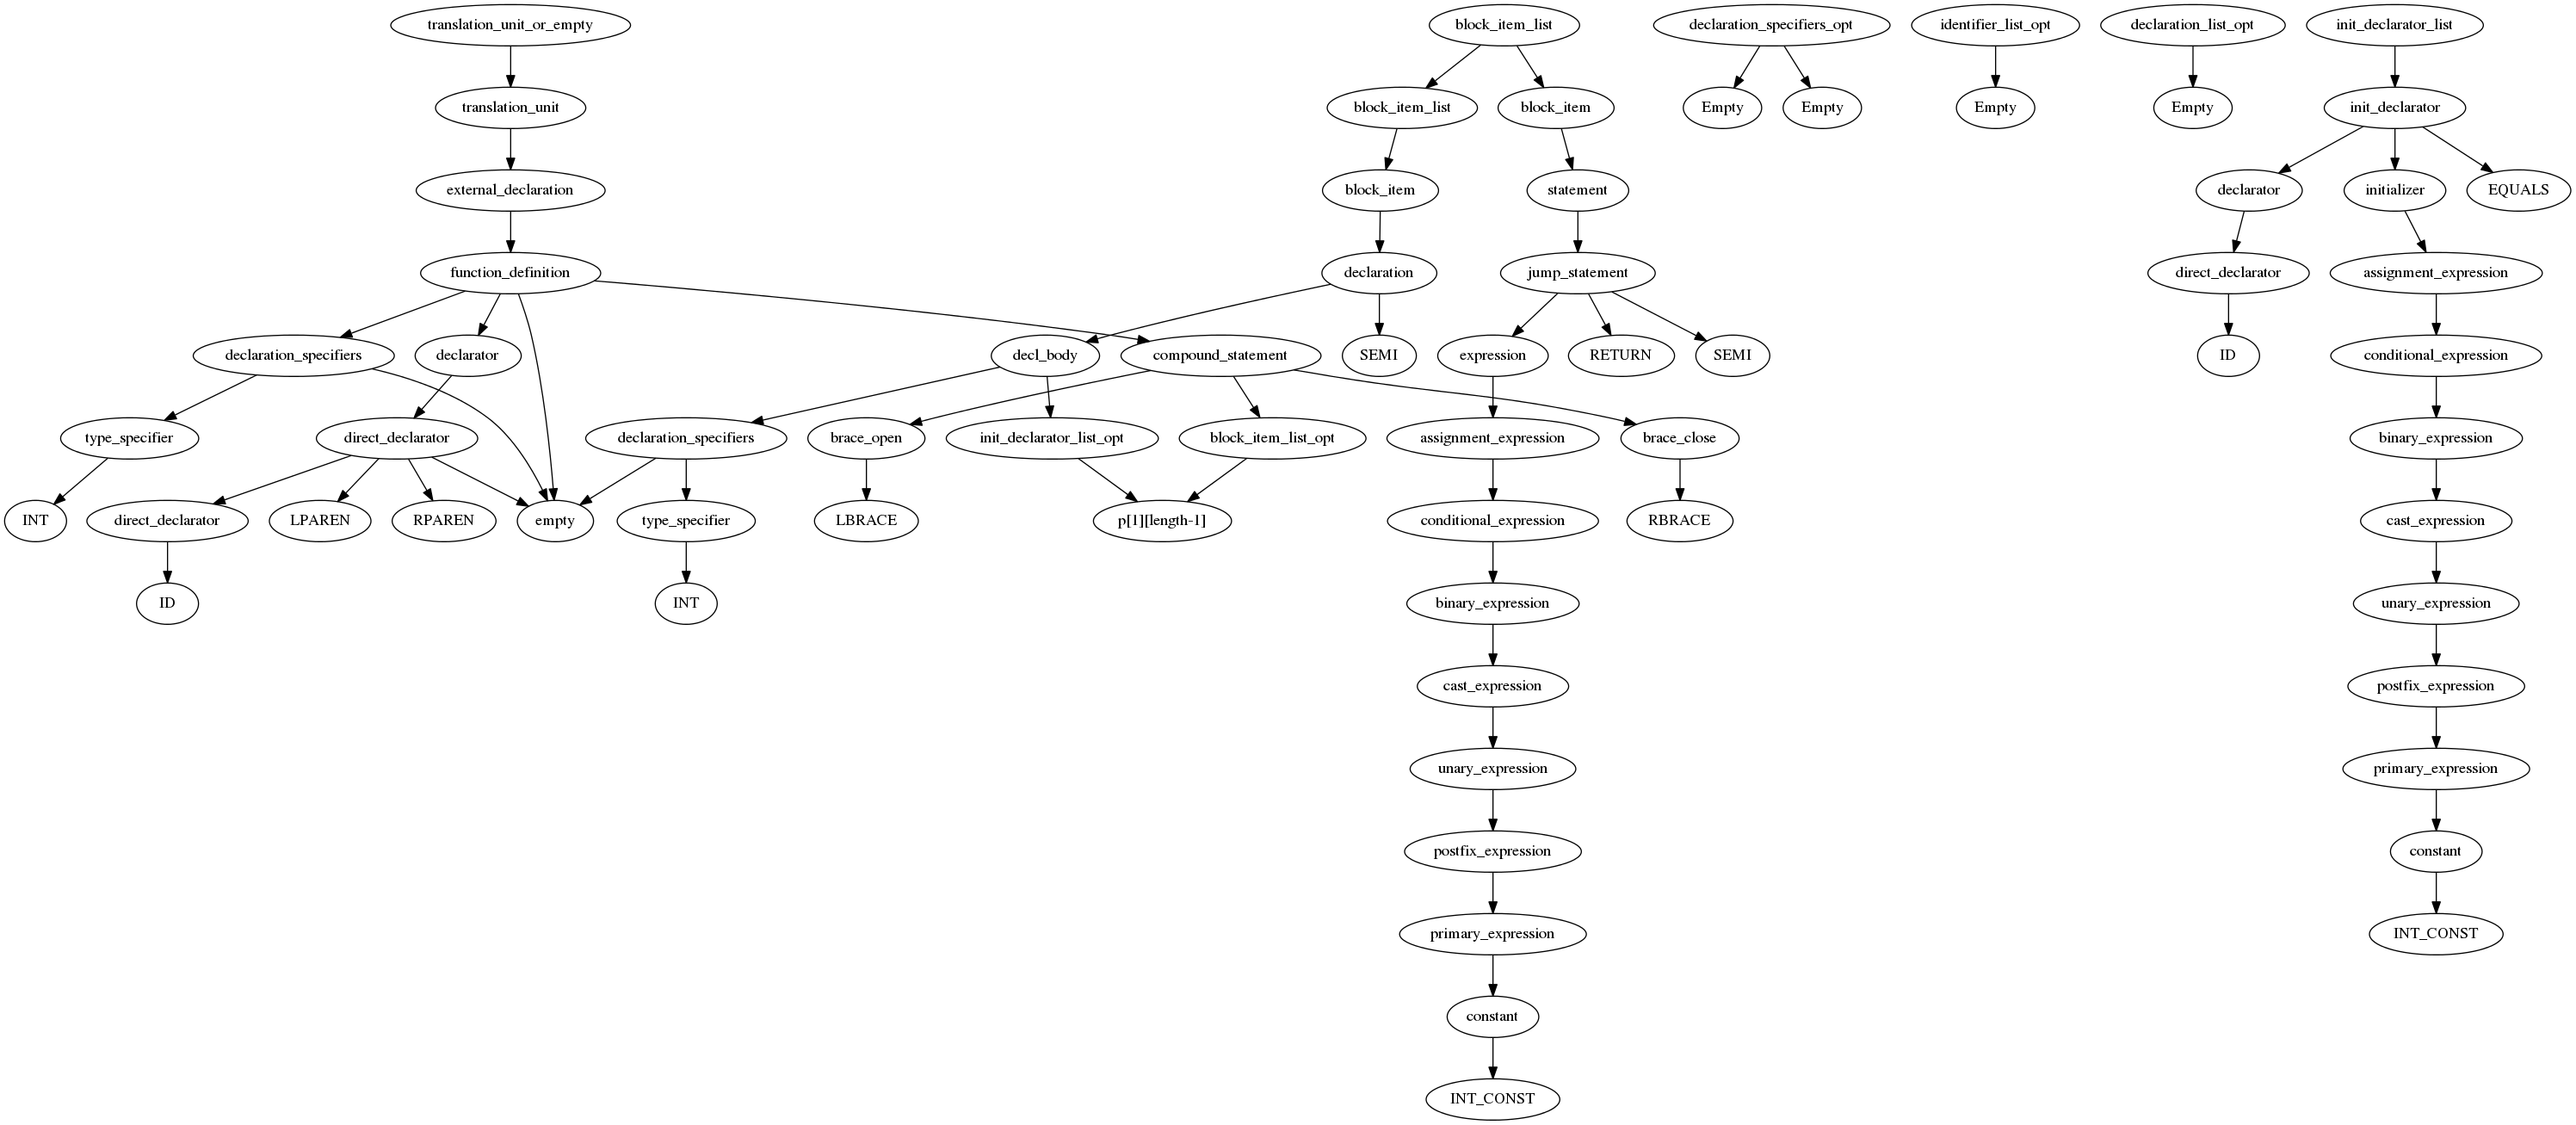 translation_unit_or_empty
block_item_list
declaration_specifiers_opt
identifier_list_opt
declaration_list_opt
init_declarator_list
translation_unit
block_item_list
block_item
Empty
Empty
Empty
Empty
init_declarator
external_declaration
block_item
statement
declarator
initializer
EQUALS
function_definition
declaration
jump_statement
direct_declarator
assignment_expression
declaration_specifiers
declarator
decl_body
compound_statement
SEMI
expression
RETURN
SEMI
ID
conditional_expression
type_specifier
direct_declarator
declaration_specifiers
brace_open
init_declarator_list_opt
block_item_list_opt
assignment_expression
brace_close
binary_expression
INT
direct_declarator
LPAREN
RPAREN
empty
type_specifier
LBRACE
p[1][length-1]
conditional_expression
RBRACE
cast_expression
ID
INT
binary_expression
unary_expression
cast_expression
postfix_expression
unary_expression
primary_expression
postfix_expression
constant
primary_expression
INT_CONST
constant
INT_CONST